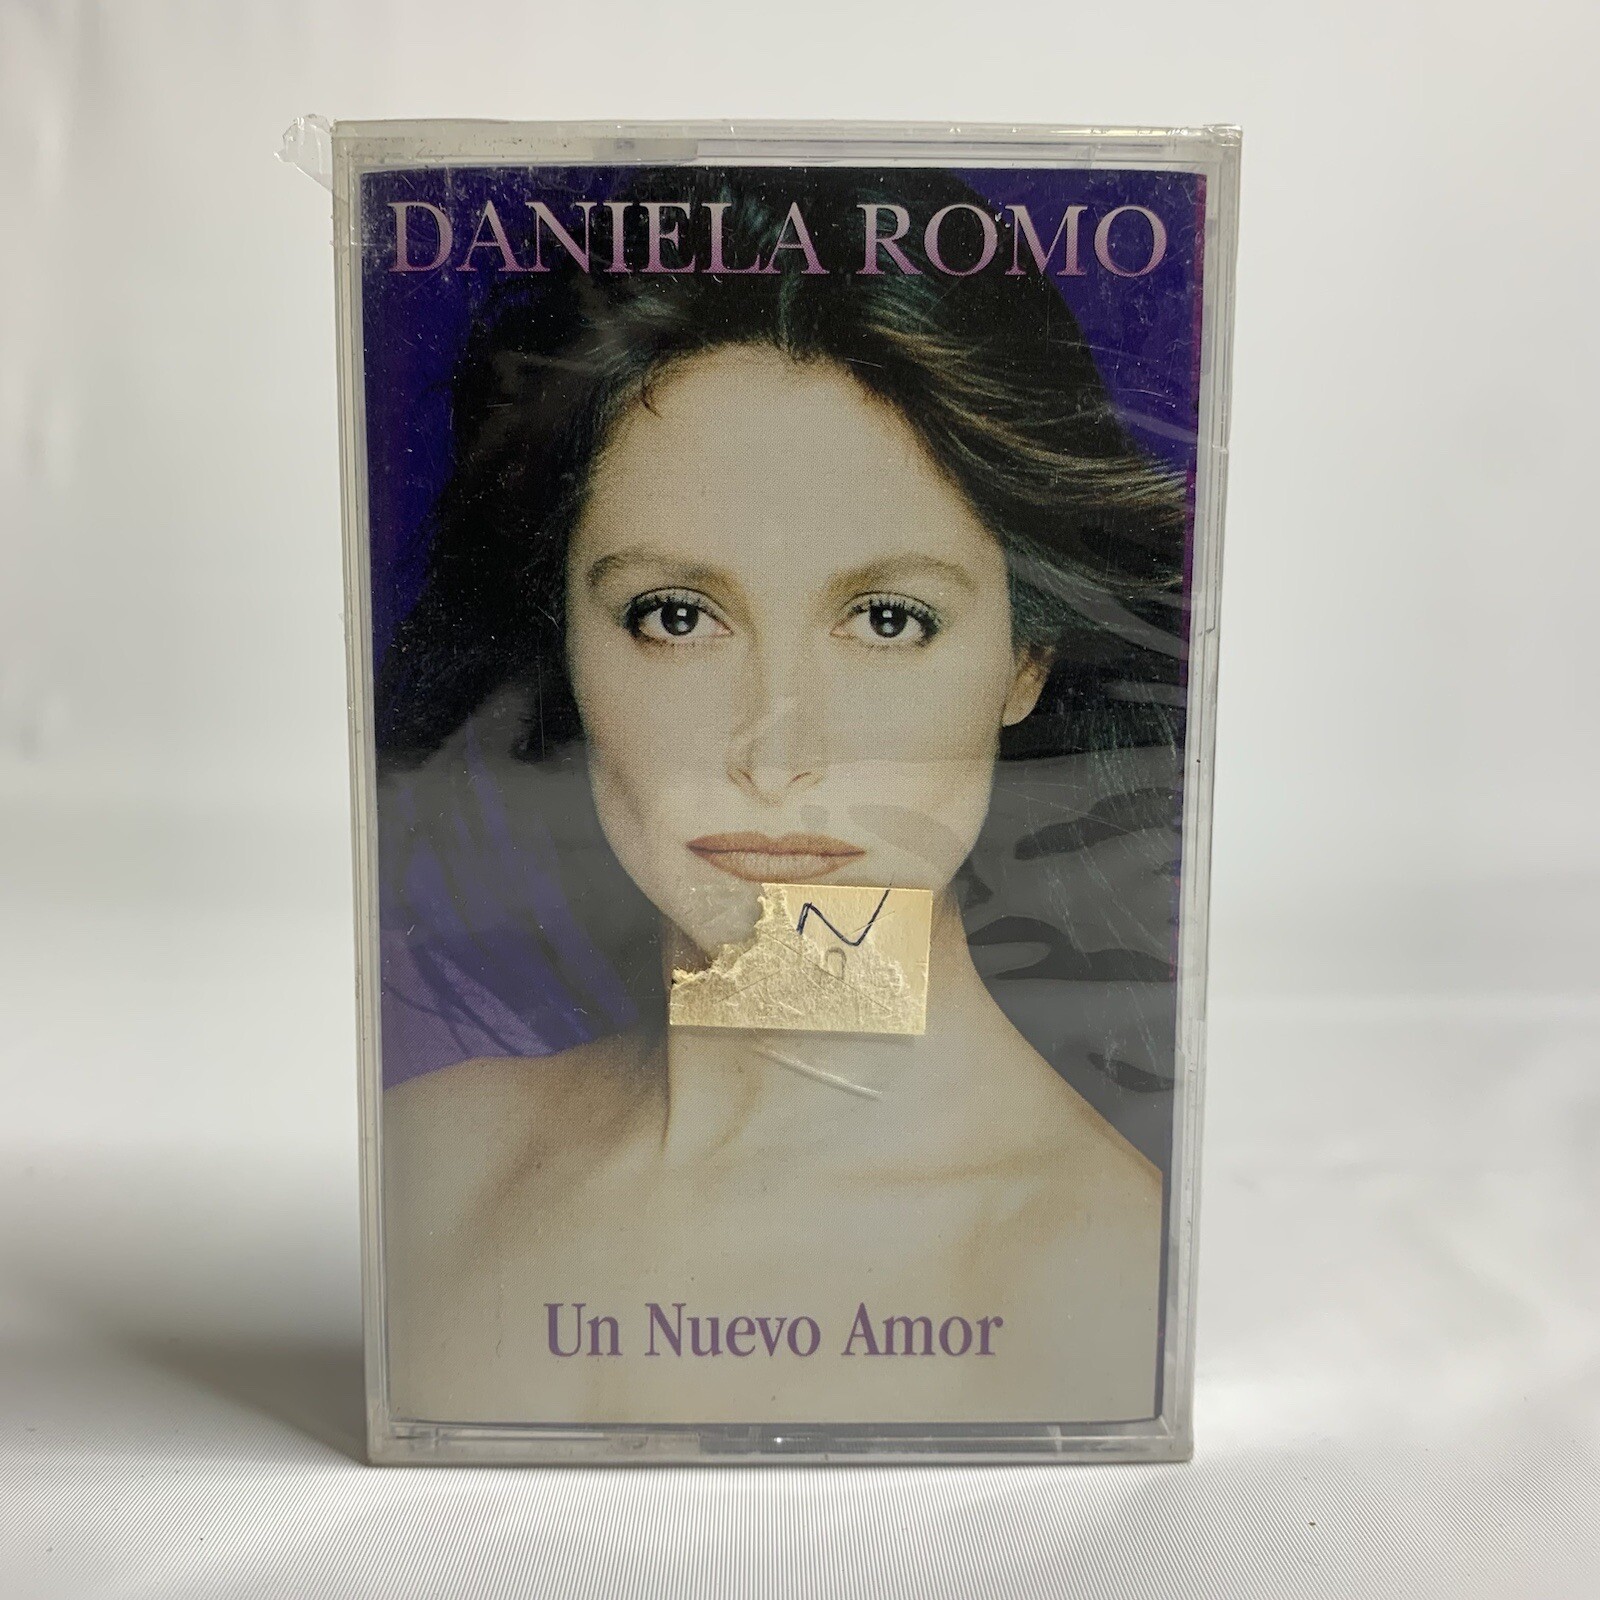 DANIELA ROMO
N
Un Nuevo Amor